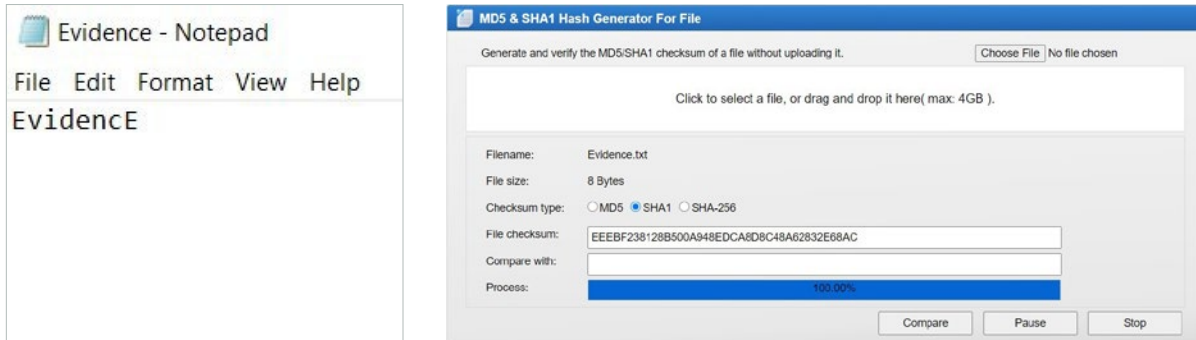 Evidence - Notepad
File Edit Format View Help
EvidencE
MD5 & SHA1 Hash Generator For File
Generate and verify the MD5/SHA1 checksum of a file without uploading it.
Choose File No file chosen
Click to select a file, or drag and drop it here( max: 4GB ).
Filename: Evidence.txt
File size: 8 Bytes
Checksum type: MD5 SHA1 SHA-256
File checksum: EEEBF238128B500A948EDCA8D8C48A62832E68AC
Compare with:
Process: 100.00%
Compare Pause Stop